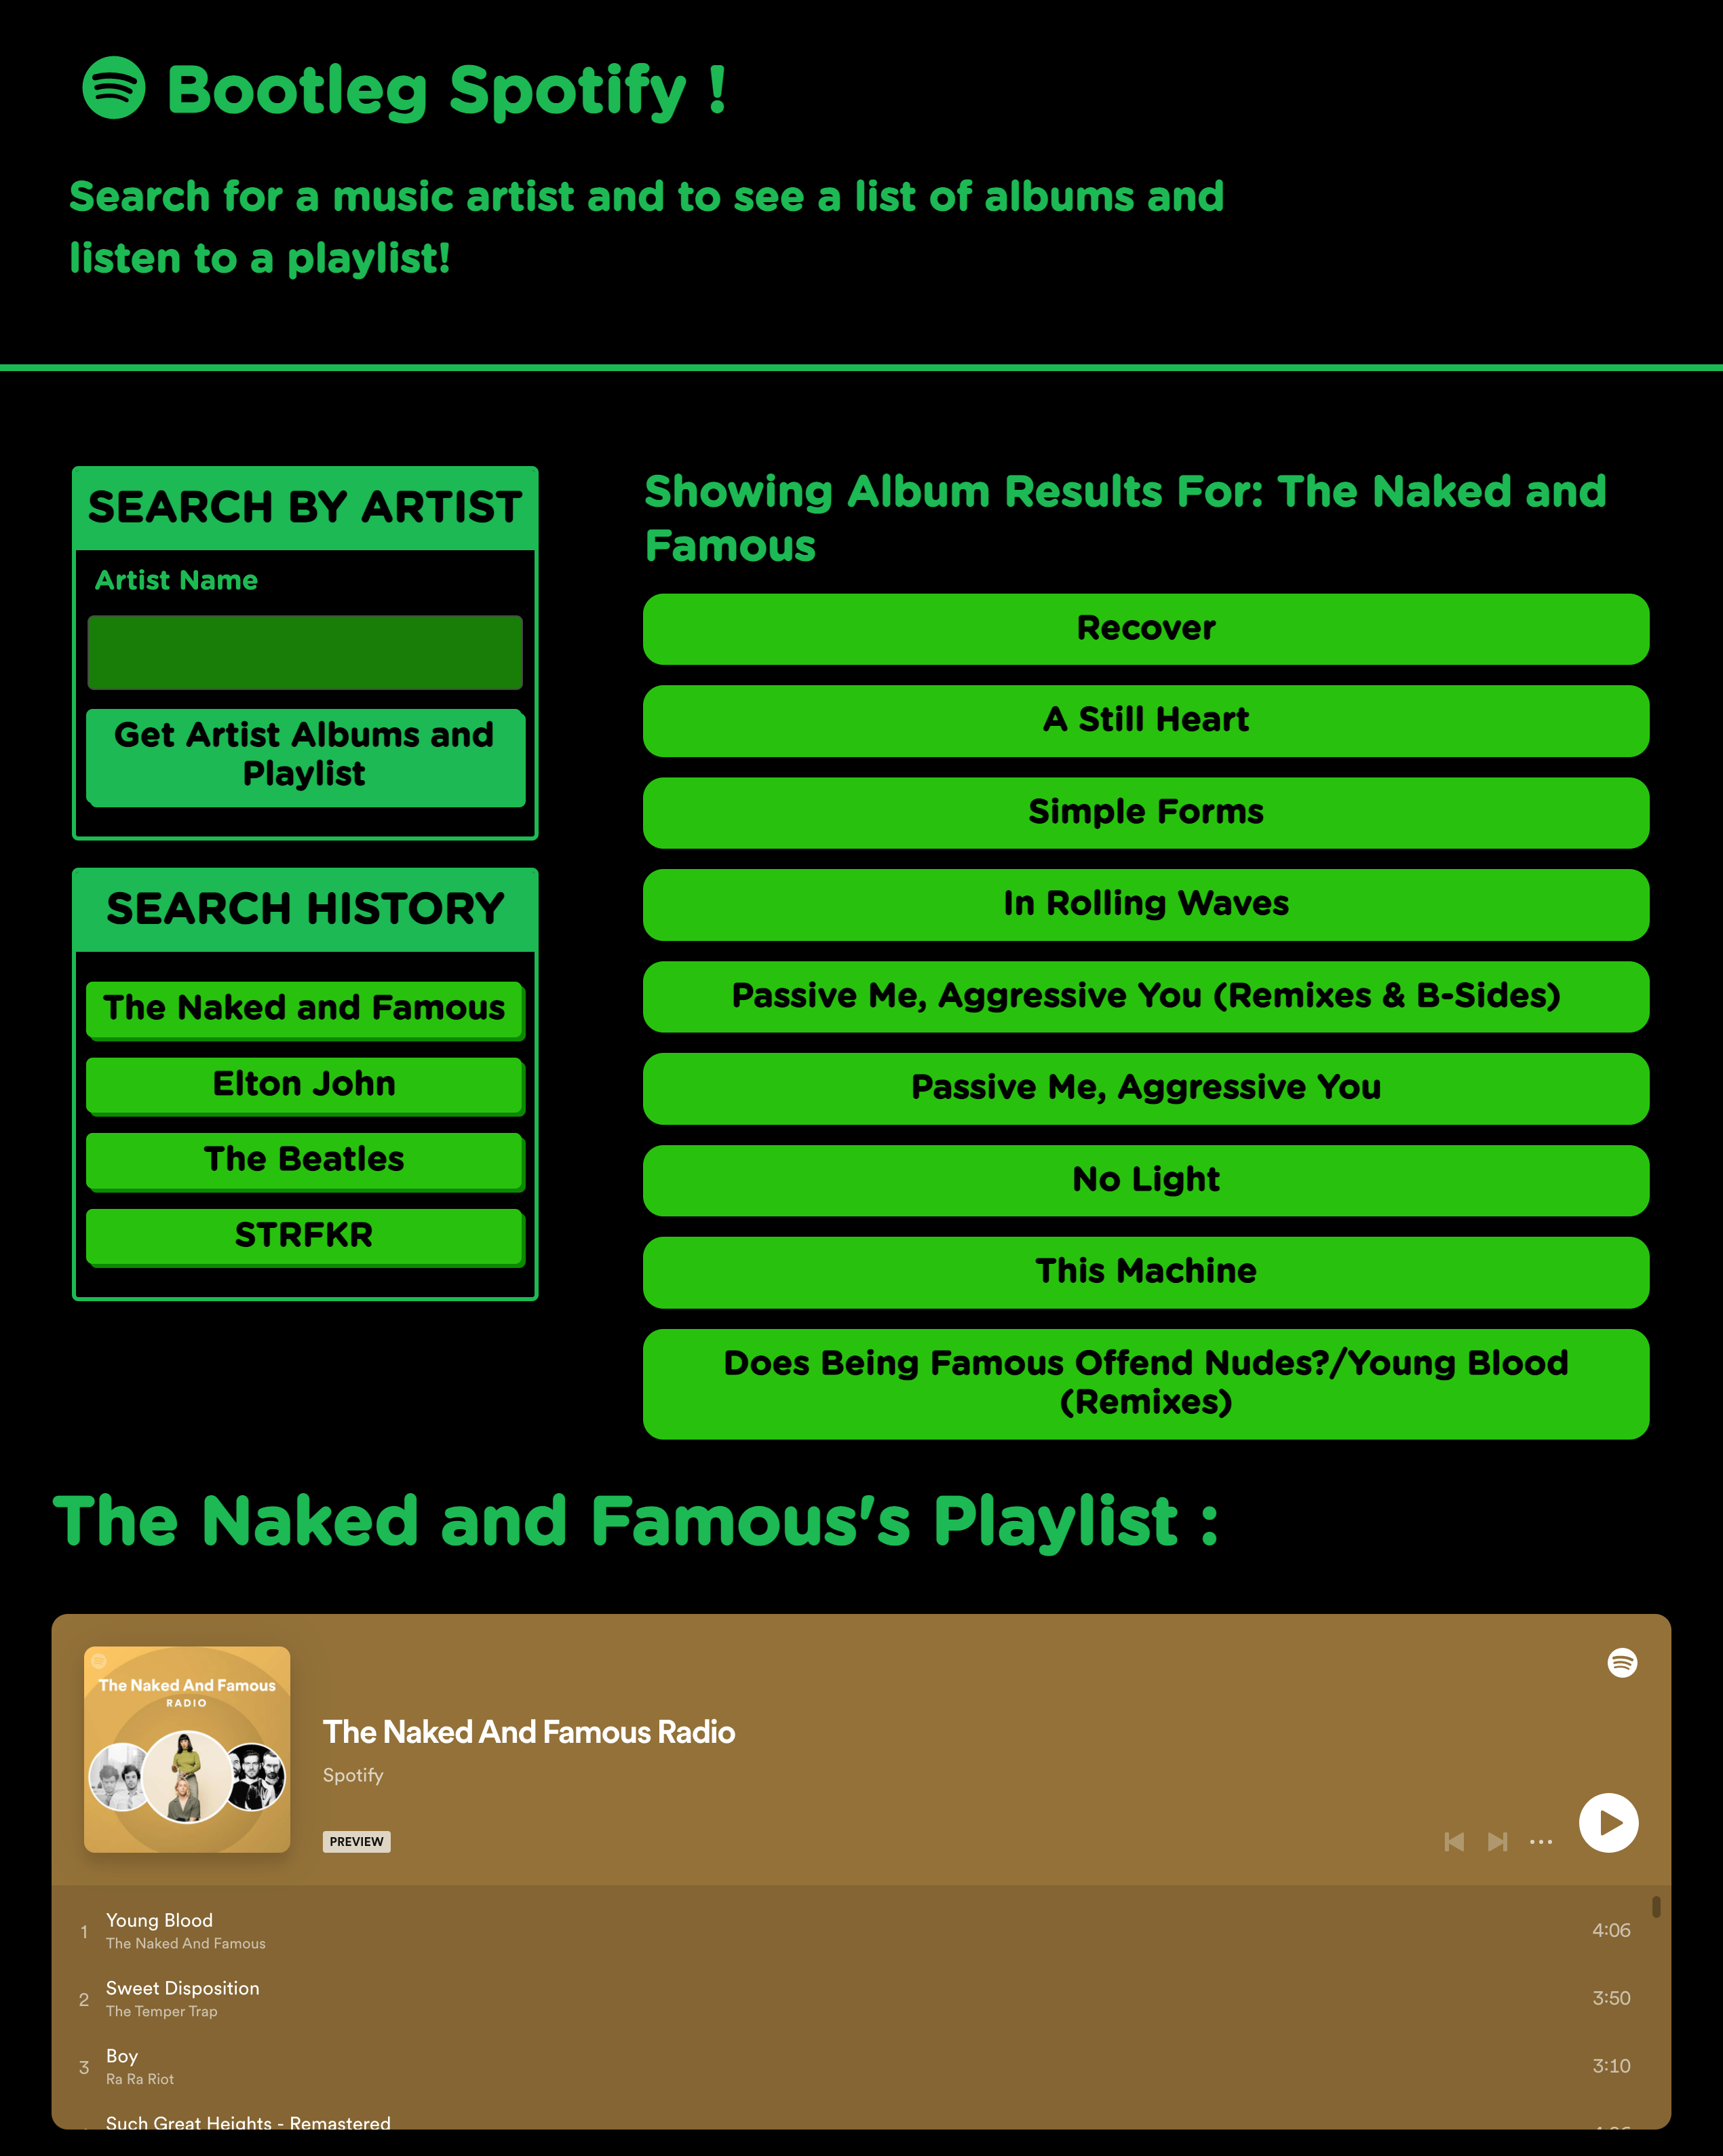 Bootleg Spotify !
Search for a music artist and to see a list of albums and
listen to a playlist!
SEARCH BY ARTIST
Artist Name
Get Artist Albums and
Playlist
SEARCH HISTORY
The Naked and Famous
Elton John
The Beatles
STRFKR
Showing Album Results For: The Naked and
Famous
Recover
A Still Heart
Simple Forms
In Rolling Waves
Passive Me, Aggressive You (Remixes & B-Sides)
Passive Me, Aggressive You
No Light
This Machine
Does Being Famous Offend Nudes?/Young Blood
(Remixes)
The Naked and Famous's Playlist :
The Naked And Famous
RADIO
The Naked And Famous Radio
Spotify
PREVIEW
1 Young Blood 4:06
The Naked And Famous
2 Sweet Disposition 3:50
The Temper Trap
3 Boy 3:10
Ra Ra Riot
Such Great Heights - Remastered